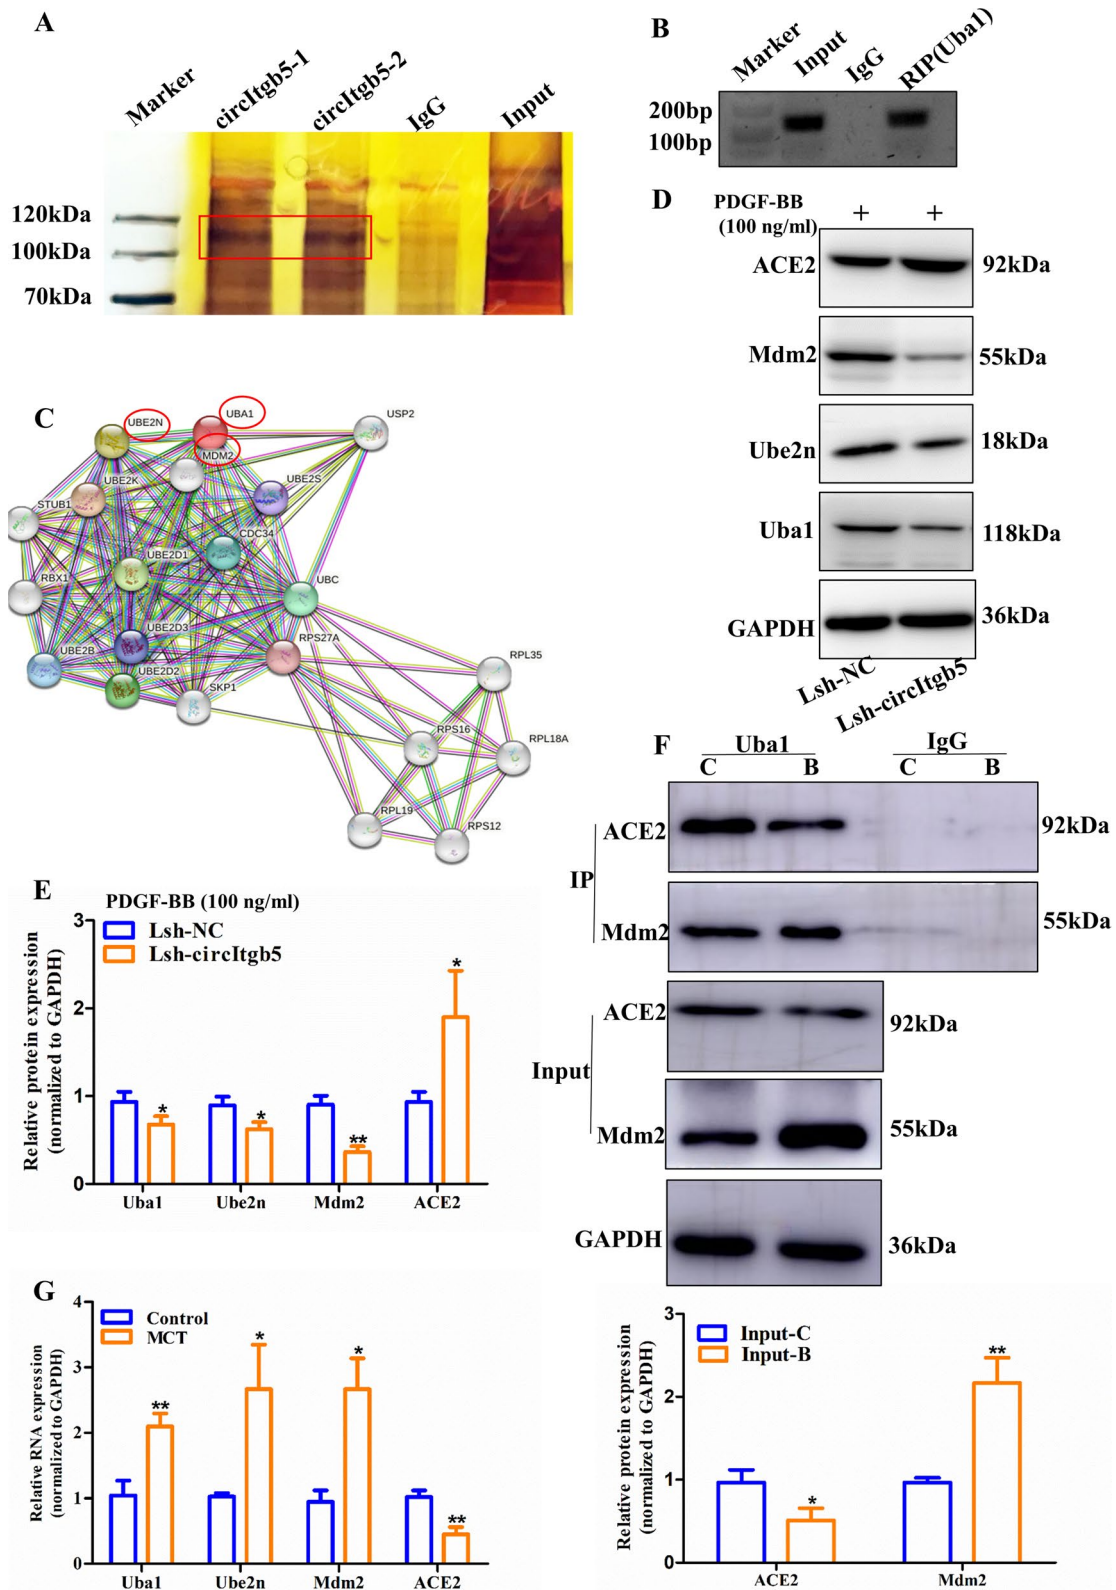 A
Marker
circItgb5-1
circItgb5-2
IgG
Input
120kDa
100kDa
70kDa
B
Marker
Input
IgG
RIP(Uba1)
200bp
100bp
C
UBE2N
UBA1
USP2
MDM2
UBE2K
UBE2S
STUB1
CDC34
UBE2D1
RBX1
UBC
UBE2D3
UBE2B
RPS27A
UBE2D2
SKP1
RPL35
RPS16
RPL18A
RPL19
RPS12
D
PDGF-BB
(100 ng/ml)
+ +
ACE2 92kDa
Mdm2 55kDa
Ube2n 18kDa
Uba1 118kDa
GAPDH 36kDa
Lsh-NC
Lsh-circItgb5
E
PDGF-BB (100 ng/ml)
Lsh-NC
Lsh-circItgb5
Relative protein expression
(normalized to GAPDH)
3
2
1
0
* * ** *
Uba1 Ube2n Mdm2 ACE2
F
Uba1 IgG
C B C B
IP
ACE2 92kDa
Mdm2 55kDa
Input
ACE2 92kDa
Mdm2 55kDa
GAPDH 36kDa
Input-C
Input-B
Relative protein expression
(normalized to GAPDH)
3
2
1
0
* **
ACE2 Mdm2
G
Control
MCT
Relative RNA expression
(normalized to GAPDH)
4
3
2
1
0
** * * **
Uba1 Ube2n Mdm2 ACE2